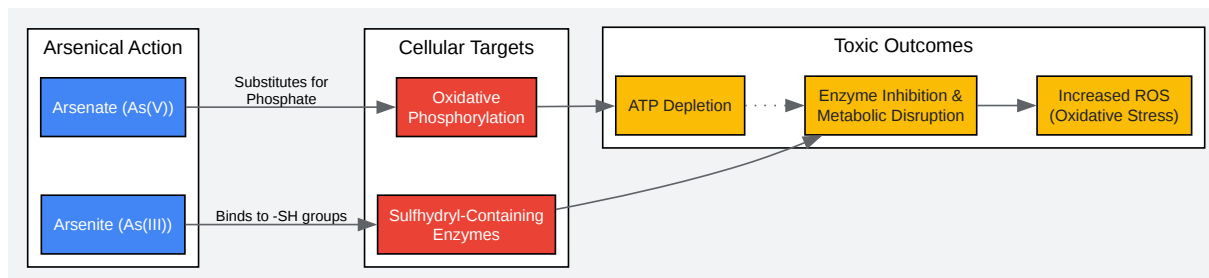 Arsenical Action
Cellular Targets
Toxic Outcomes
Arsenate (As(V))
Substitutes for
Phosphate
Oxidative
Phosphorylation
ATP Depletion
Enzyme Inhibition &
Metabolic Disruption
Increased ROS
(Oxidative Stress)
Arsenite (As(III))
Binds to -SH groups
Sulfhydryl-Containing
Enzymes